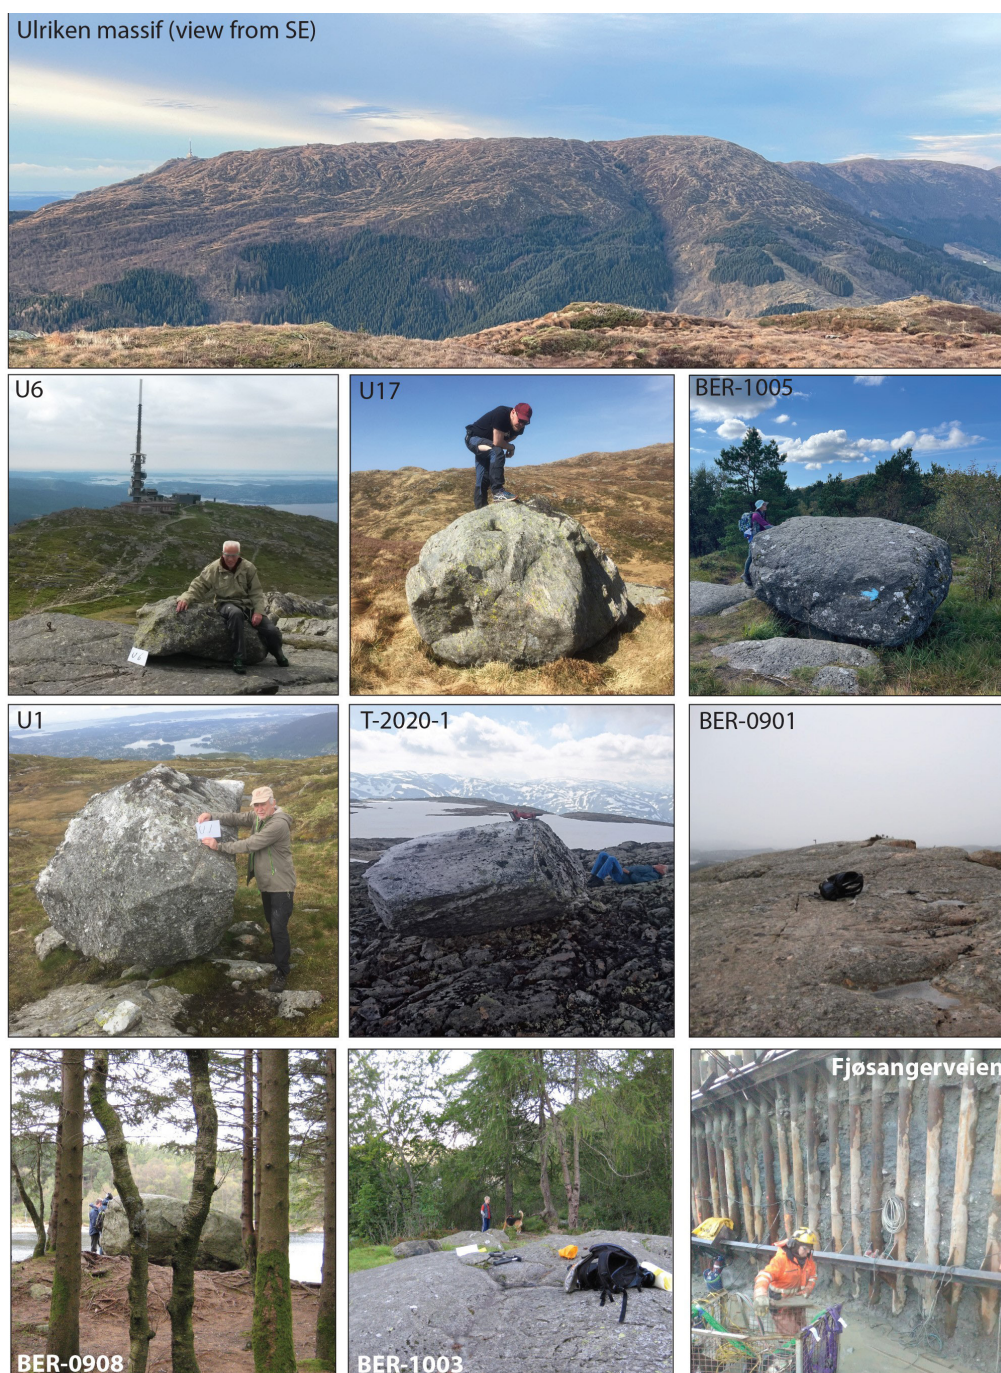 Ulriken massif (view from SE)
U6
U17
BER-1005
U1
T-2020-1
BER-0901
BER-0908
BER-1003
Fjøsangerveien